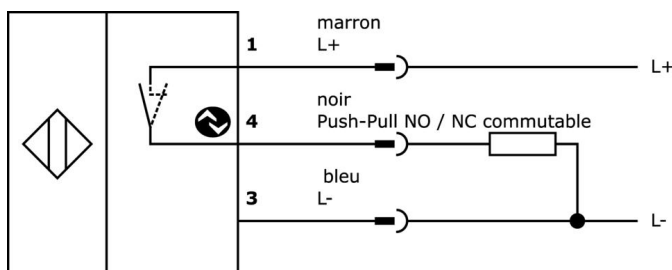 marron
1 L+
L+
noir
4 Push-Pull NO / NC commutable
bleu
3 L-
L-